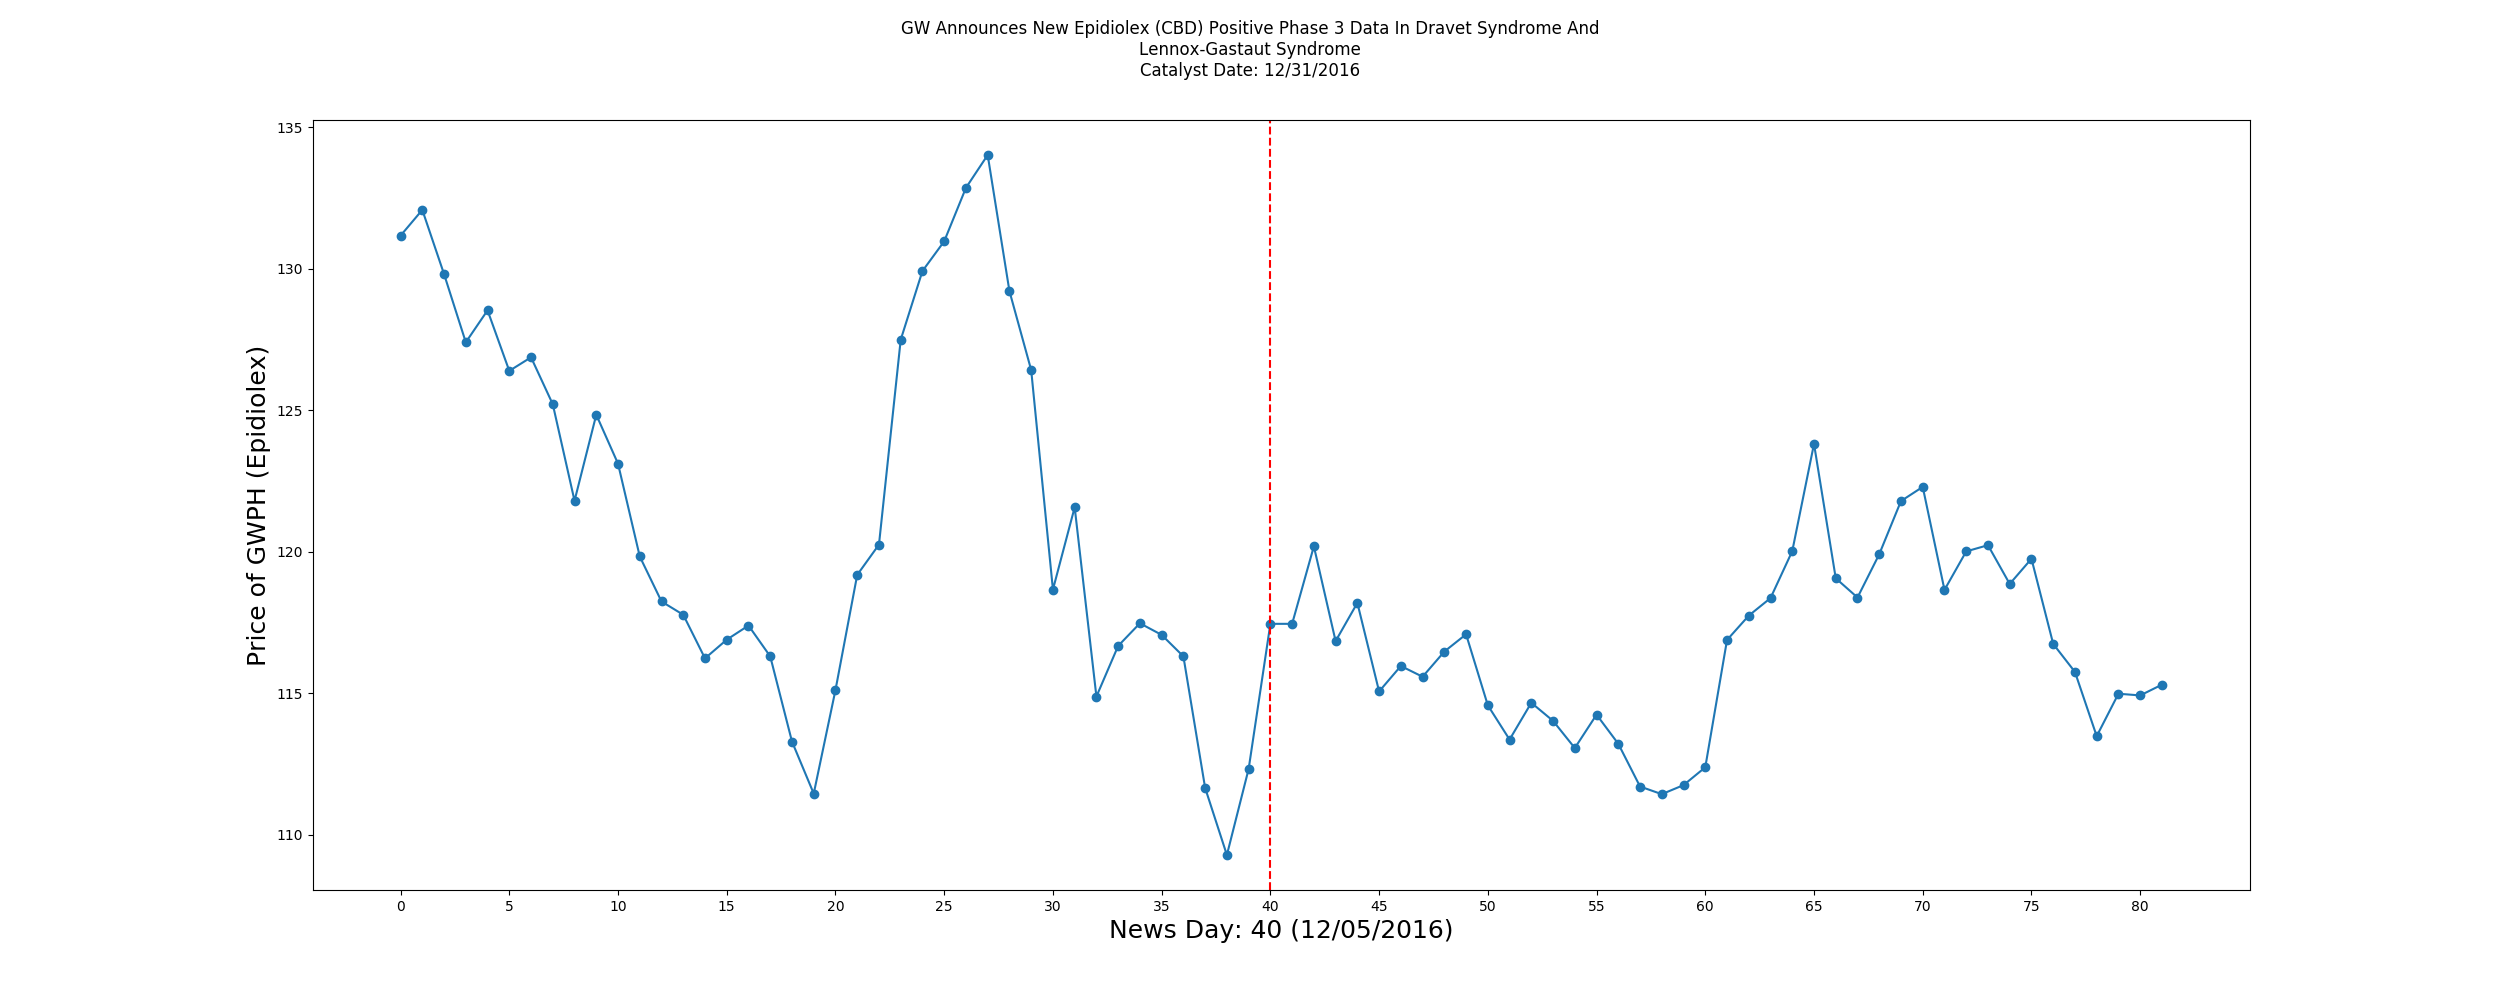 GW Announces New Epidiolex (CBD) Positive Phase 3 Data In Dravet Syndrome And
Lennox-Gastaut Syndrome
Catalyst Date: 12/31/2016
135
130
125
120
115
110
Price of GWPH (Epidiolex)
0 5 10 15 20 25 30 35 40 45 50 55 60 65 70 75 80
News Day: 40 (12/05/2016)